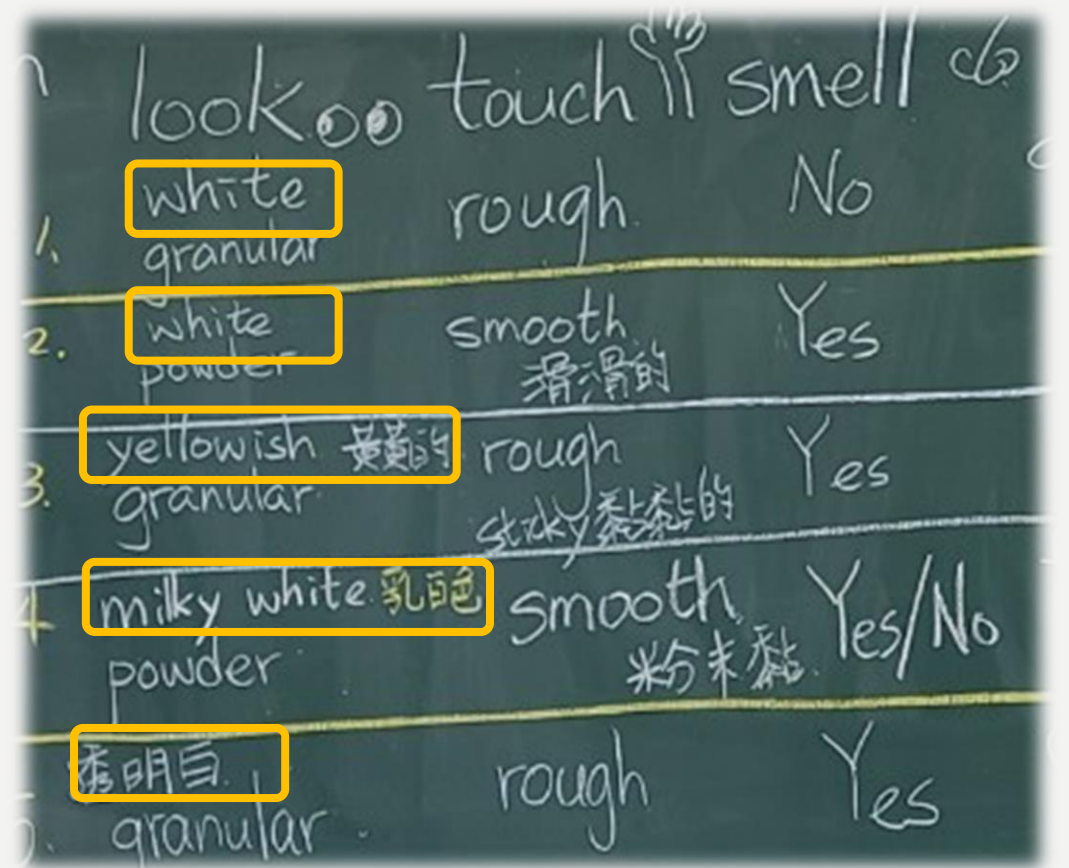 look touch smell
white rough. No
1. granular
2. white smooth Yes
powder 滑滑的
yellowish 黃黃的 rough Yes
3. granular sticky 黏黏的
4 milky white. 乳白色 smooth, Yes/No
powder 粉末黏.
透明白. rough Yes
granular.